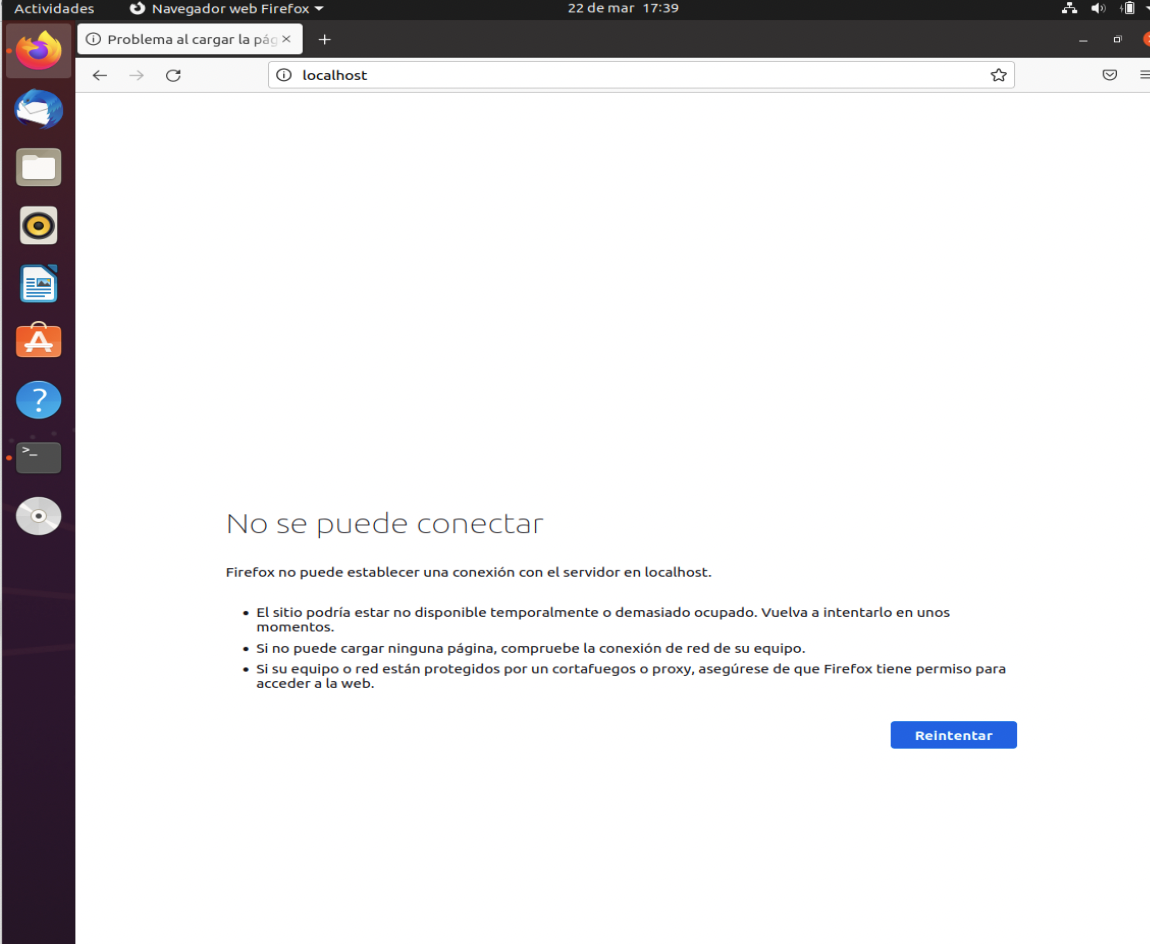 Actividades Navegador web Firefox 22 de mar 17:39
Problema al cargar la pág
localhost
No se puede conectar
Firefox no puede establecer una conexión con el servidor en localhost.
• El sitio podría estar no disponible temporalmente o demasiado ocupado. Vuelva a intentarlo en unos
momentos.
• Si no puede cargar ninguna página, compruebe la conexión de red de su equipo.
• Si su equipo o red están protegidos por un cortafuegos o proxy, asegúrese de que Firefox tiene permiso para
acceder a la web.
Reintentar